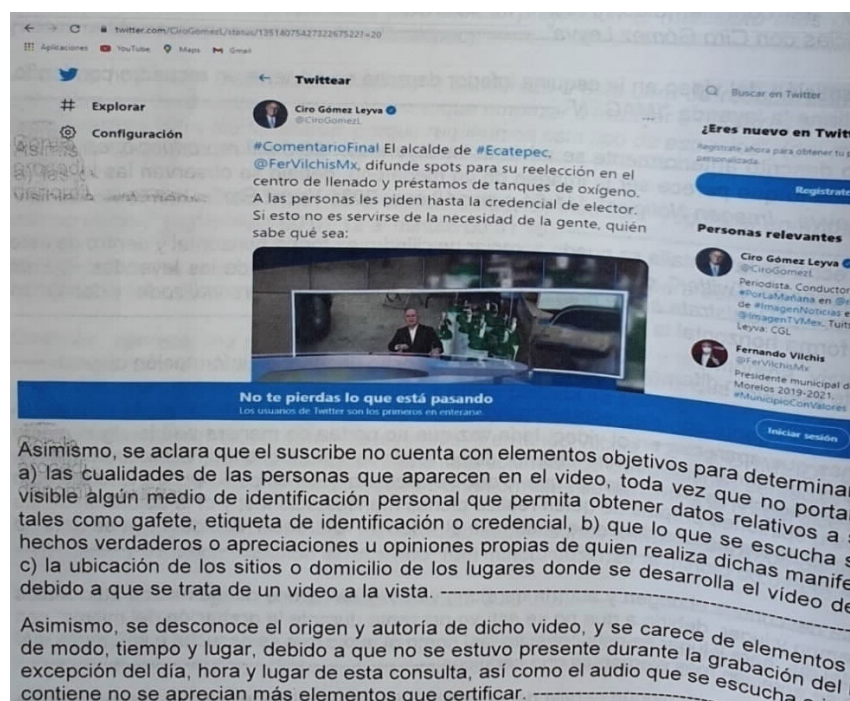 twitter.com/CiroGomezL/status/1351407542732267522?=20
Aplicaciones YouTube Maps Gmail
Explorar
Configuración
Twittear
Ciro Gómez Leyva
@CiroGomezL
#ComentarioFinal El alcalde de #Ecatepec,
@FerVilchisMx, difunde spots para su reelección en el
centro de llenado y préstamos de tanques de oxígeno.
A las personas les piden hasta la credencial de elector.
Si esto no es servirse de la necesidad de la gente, quién
sabe qué sea:
Buscar en Twitter
¿Eres nuevo en Twit
Regístrate ahora para obtener tu
personalizada.
Regístrate
Personas relevantes
Ciro Gómez Leyva
@CiroGomezL
Periodista. Conductor
#PorLaMañana en
de #ImagenNoticias e
@ImagenTVMex. Tuits
Leyva: CGL
Fernando Vilchis
@FerVilchisMx
Presidente municipal d
Morelos 2019-2021.
#MunicipioConValores
No te pierdas lo que está pasando
Los usuarios de Twitter son los primeros en enterarse.
Iniciar sesión
Asimismo, se aclara que el suscribe no cuenta con elementos objetivos para determina
a) las cualidades de las personas que aparecen en el video, toda vez que no porta
visible algún medio de identificación personal que permita obtener datos relativos a s
tales como gafete, etiqueta de identificación o credencial, b) que lo que se escucha s
hechos verdaderos o apreciaciones u opiniones propias de quien realiza dichas manife
c) la ubicación de los sitios o domicilio de los lugares donde se desarrolla el vídeo de
debido a que se trata de un video a la vista. ------------------------------
Asimismo, se desconoce el origen y autoría de dicho video, y se carece de elementos
de modo, tiempo y lugar, debido a que no se estuvo presente durante la grabación del
excepción del día, hora y lugar de esta consulta, así como el audio que se escucha
contiene no se aprecian más elementos que certificar. --------------------